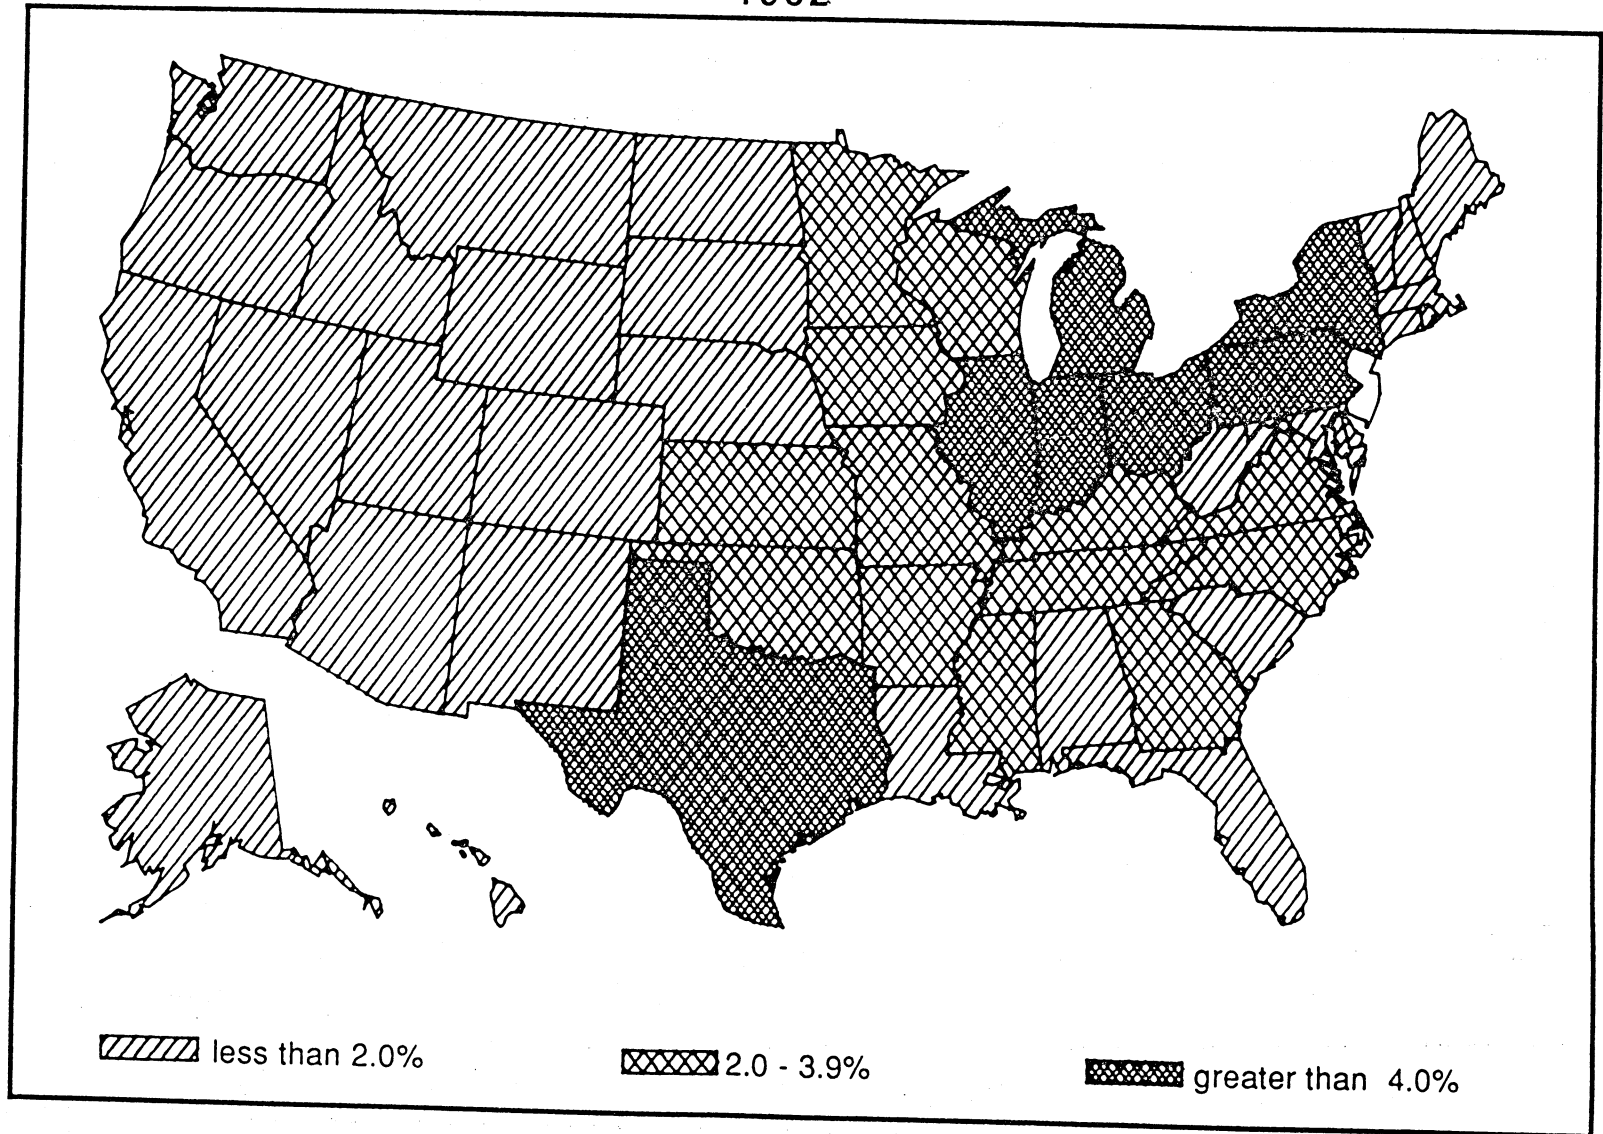 less than 2.0%
2.0 - 3.9%
greater than 4.0%